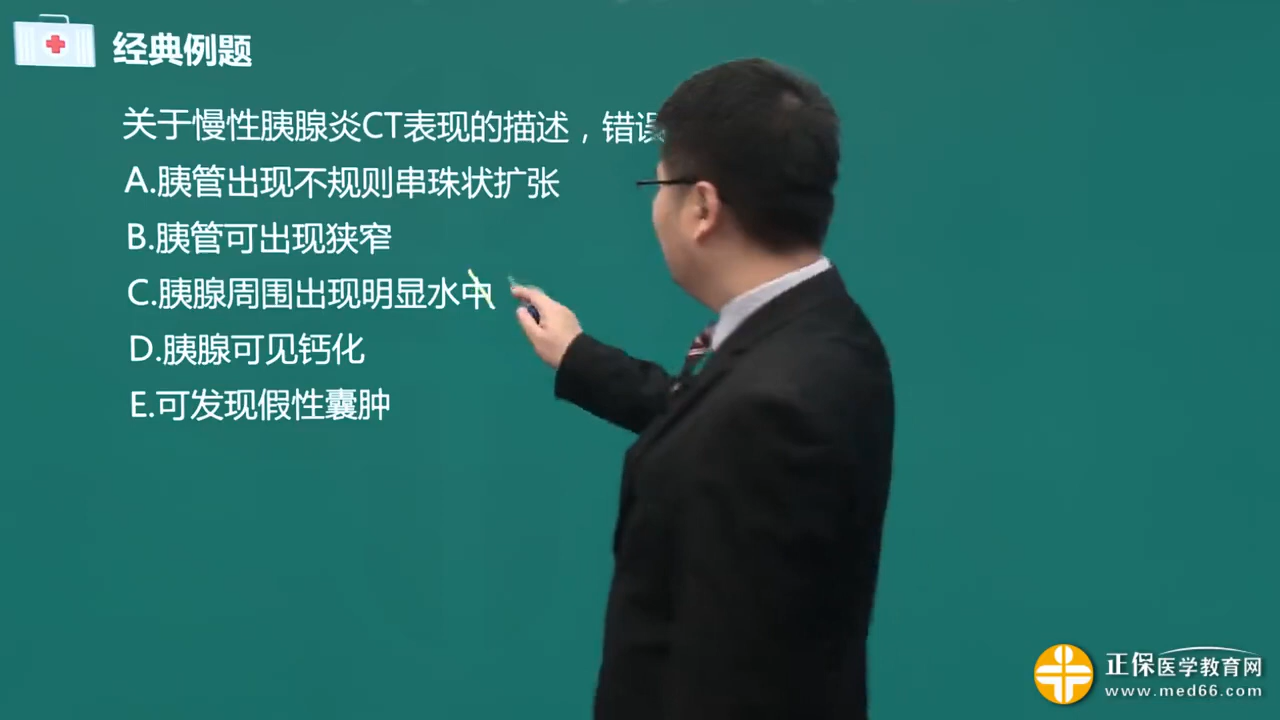 经典例题
关于慢性胰腺炎CT表现的描述，错误
A.胰管出现不规则串珠状扩张
B.胰管可出现狭窄
C.胰腺周围出现明显水中
D.胰腺可见钙化
E.可发现假性囊肿
正保医学教育网
www.med66.com